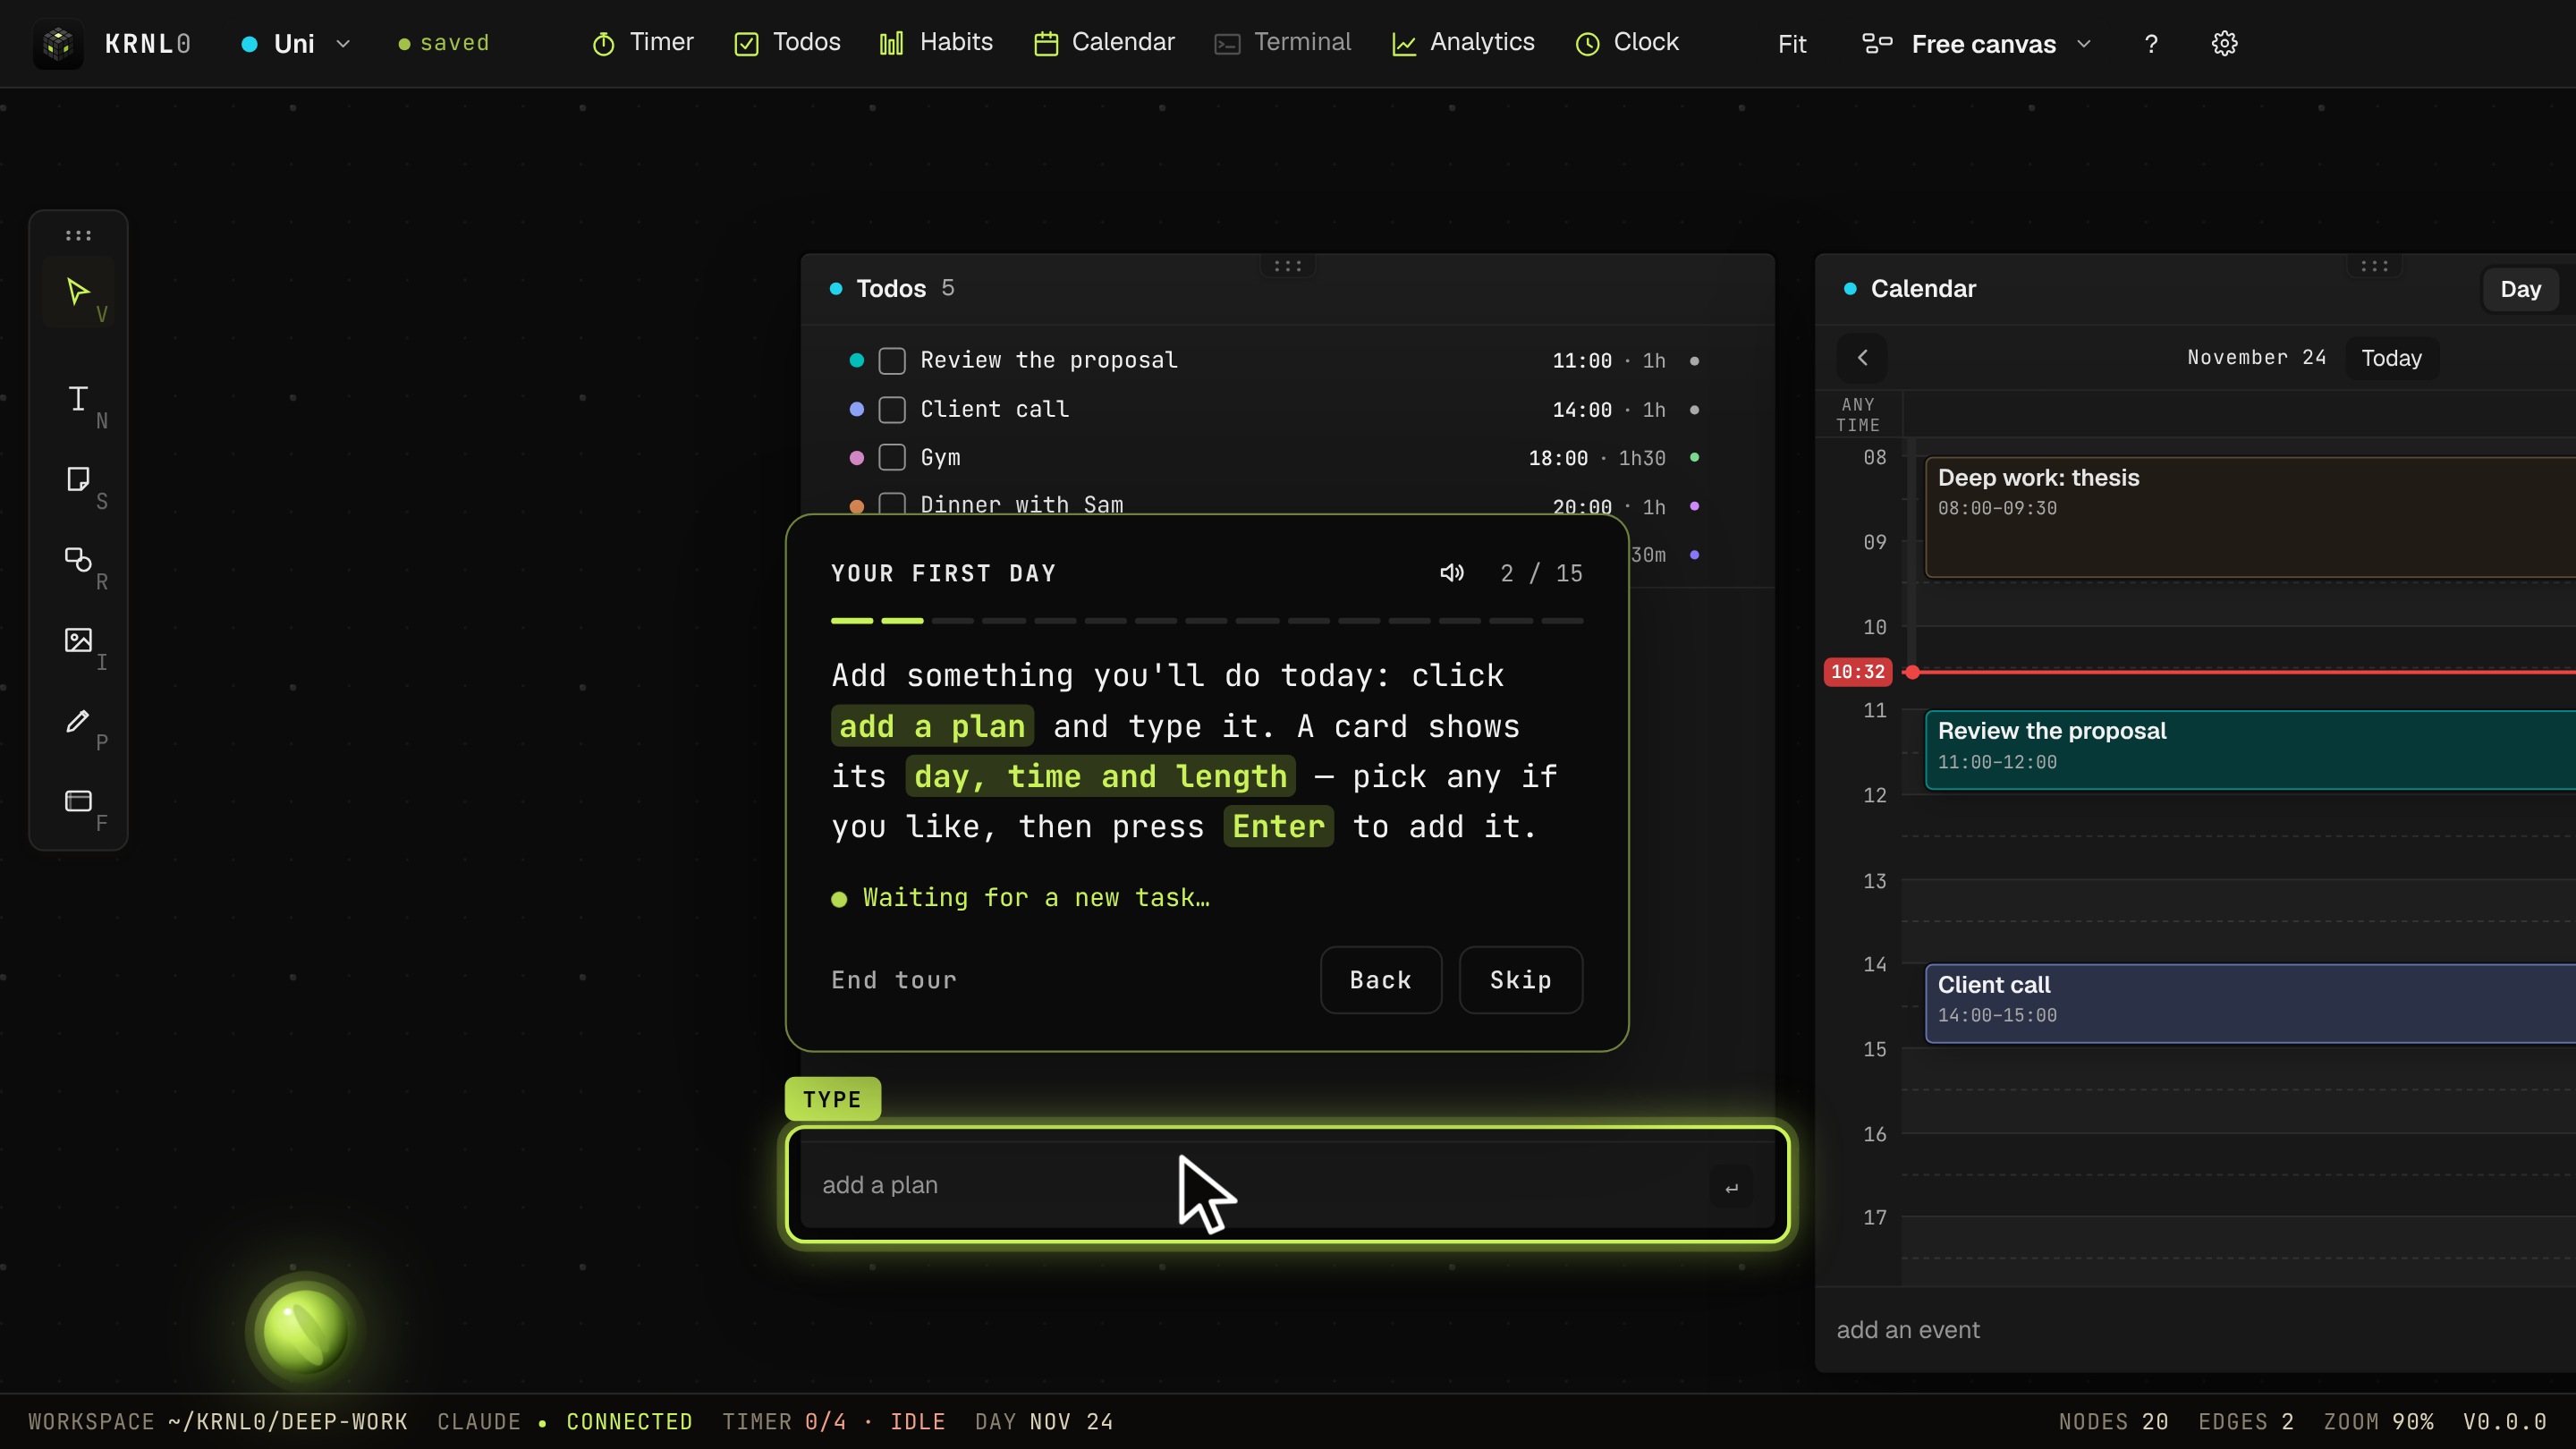 KRNL0 Uni saved Timer Todos Habits Calendar Terminal Analytics Clock Fit Free canvas ?
V
N
S
R
I
P
F
Todos 5
Review the proposal 11:00 · 1h
Client call 14:00 · 1h
Gym 18:00 · 1h30
Dinner with Sam 20:00 · 1h
30m
YOUR FIRST DAY 2 / 15
Add something you'll do today: click
add a plan and type it. A card shows
its day, time and length — pick any if
you like, then press Enter to add it.
Waiting for a new task…
End tour Back Skip
TYPE
add a plan
Calendar Day
November 24 Today
ANY
TIME
08
Deep work: thesis
08:00–09:30
09
10
10:32
11
Review the proposal
11:00–12:00
12
13
14
Client call
14:00–15:00
15
16
17
add an event
WORKSPACE ~/KRNL0/DEEP-WORK CLAUDE • CONNECTED TIMER 0/4 · IDLE DAY NOV 24 NODES 20 EDGES 2 ZOOM 90% V0.0.0